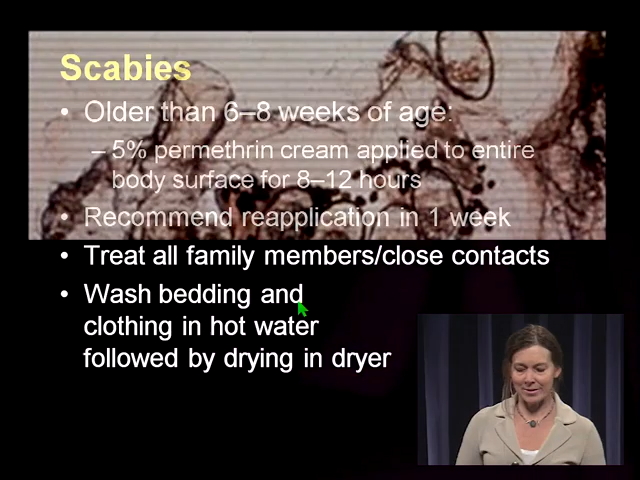 Scabies
• Older than 6–8 weeks of age:
– 5% permethrin cream applied to entire
body surface for 8–12 hours
• Recommend reapplication in 1 week
• Treat all family members/close contacts
• Wash bedding and
clothing in hot water
followed by drying in dryer